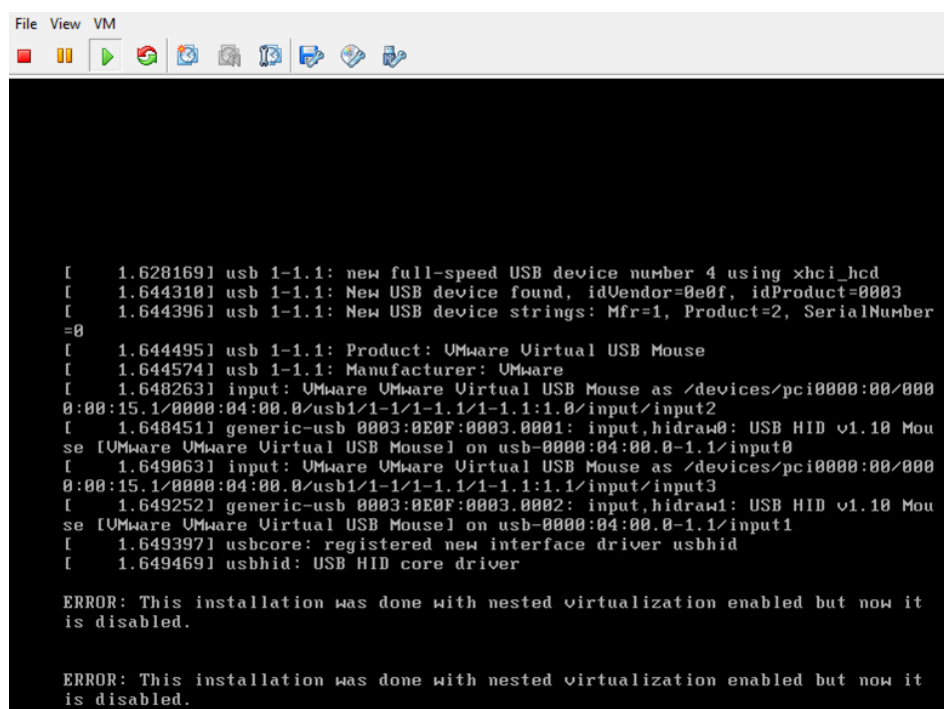 File View VM
[    1.628169] usb 1-1.1: new full-speed USB device number 4 using xhci_hcd
[    1.644310] usb 1-1.1: New USB device found, idVendor=0e0f, idProduct=0003
[    1.644396] usb 1-1.1: New USB device strings: Mfr=1, Product=2, SerialNumber
=0
[    1.644495] usb 1-1.1: Product: VMware Virtual USB Mouse
[    1.644574] usb 1-1.1: Manufacturer: VMware
[    1.648263] input: VMware VMware Virtual USB Mouse as /devices/pci0000:00/000
0:00:15.1/0000:04:00.0/usb1/1-1/1-1.1/1-1.1:1.0/input/input2
[    1.648451] generic-usb 0003:0E0F:0003.0001: input,hidraw0: USB HID v1.10 Mou
se [VMware VMware Virtual USB Mouse] on usb-0000:04:00.0-1.1/input0
[    1.649063] input: VMware VMware Virtual USB Mouse as /devices/pci0000:00/000
0:00:15.1/0000:04:00.0/usb1/1-1/1-1.1/1-1.1:1.1/input/input3
[    1.649252] generic-usb 0003:0E0F:0003.0002: input,hidraw1: USB HID v1.10 Mou
se [VMware VMware Virtual USB Mouse] on usb-0000:04:00.0-1.1/input1
[    1.649397] usbcore: registered new interface driver usbhid
[    1.649469] usbhid: USB HID core driver
ERROR: This installation was done with nested virtualization enabled but now it
is disabled.
ERROR: This installation was done with nested virtualization enabled but now it
is disabled.